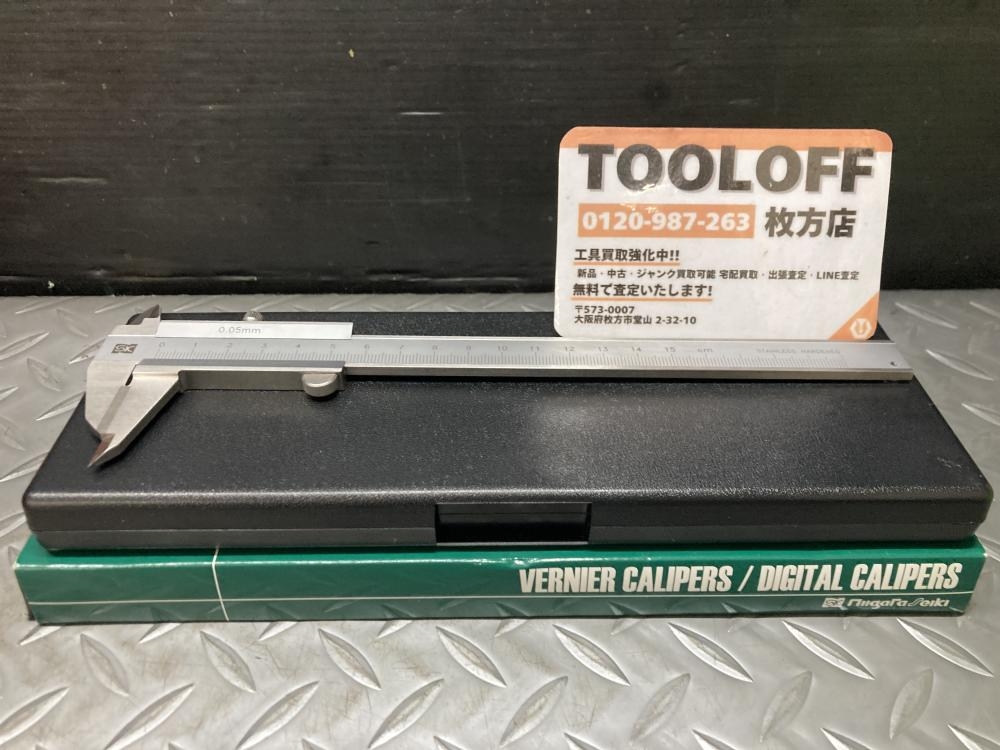 TOOLOFF
0120-987-263 枚方店
工具買取強化中!!
新品・中古・ジャンク買取可能 宅配買取・出張査定・LINE査定
無料で査定いたします!
〒573-0007
大阪府枚方市堂山 2-32-10
0.05mm
SK 0 1 2 3 4 5 6 7 8 9 10 11 12 13 14 15 cm STAINLESS HARDENED
VERNIER CALIPERS / DIGITAL CALIPERS
SK Niigata Seiki